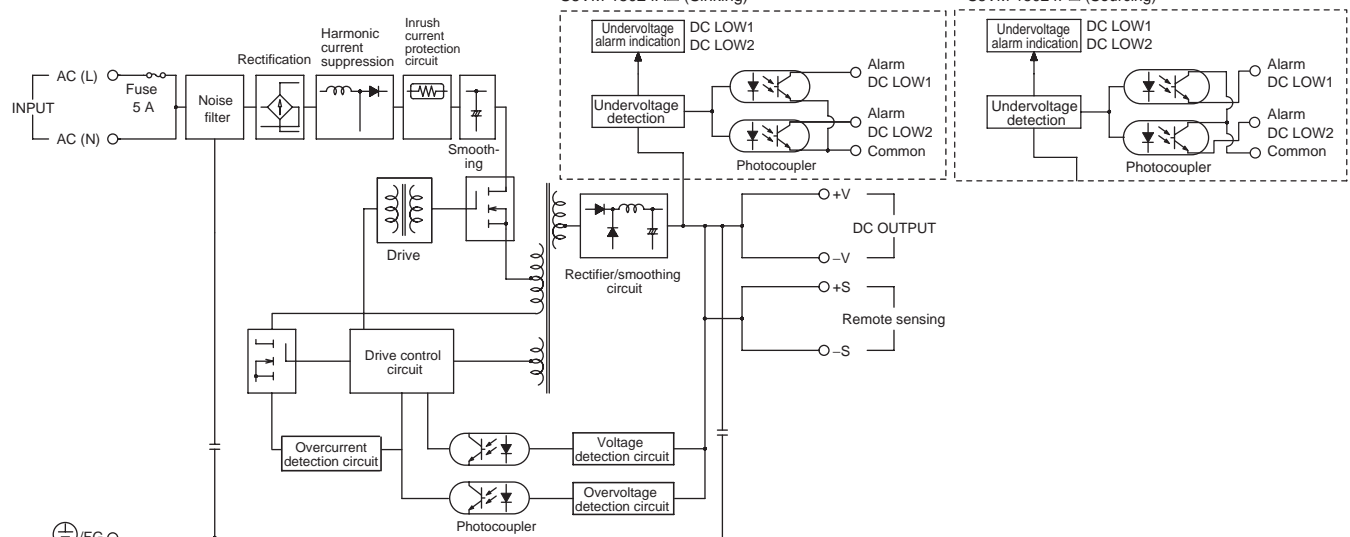 (Sinking)
(Sourcing)
Undervoltage
alarm indication
DC LOW1
DC LOW2
Undervoltage
alarm indication
DC LOW1
DC LOW2
Inrush
current
protection
circuit
Harmonic
current
suppression
Rectification
AC (L)
Fuse
5 A
INPUT
AC (N)
Noise
filter
Smooth-
ing
Undervoltage
detection
Alarm
DC LOW1
Alarm
DC LOW2
Common
Photocoupler
Undervoltage
detection
Alarm
DC LOW1
Alarm
DC LOW2
Common
Photocoupler
Drive
Rectifier/smoothing
circuit
+V
DC OUTPUT
–V
+S
Remote sensing
–S
Drive control
circuit
Overcurrent
detection circuit
Voltage
detection circuit
Overvoltage
detection circuit
Photocoupler